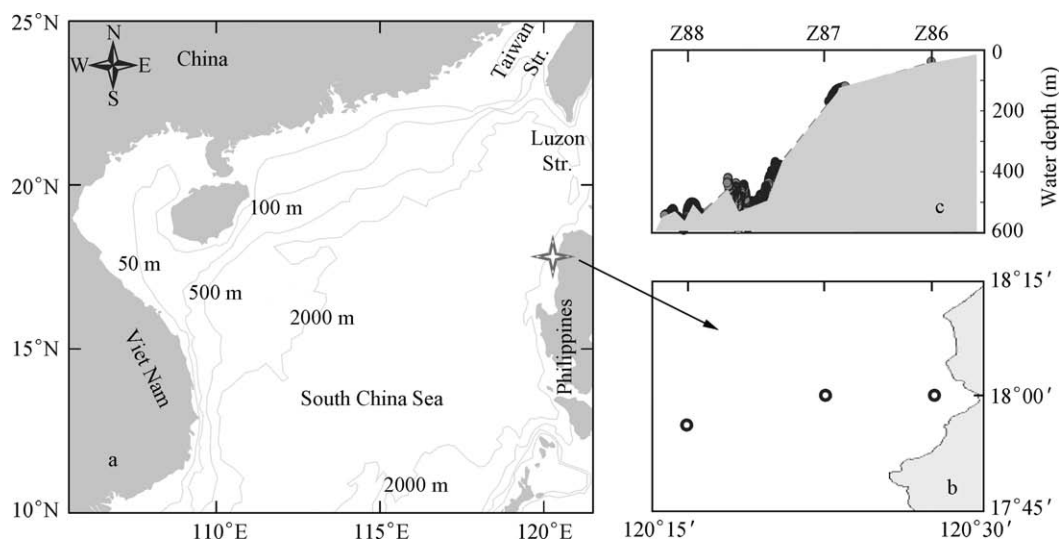 25°N
N
W
E
S
China
Taiwan
Str.
Luzon
Str.
20°N
100 m
50 m
500 m
2000 m
Viet Nam
Philippines
15°N
South China Sea
a
2000 m
10°N
110°E
115°E
120°E
Z88
Z87
Z86
0
200
400
600
Water depth (m)
c
18°15′
18°00′
17°45′
b
120°15′
120°30′